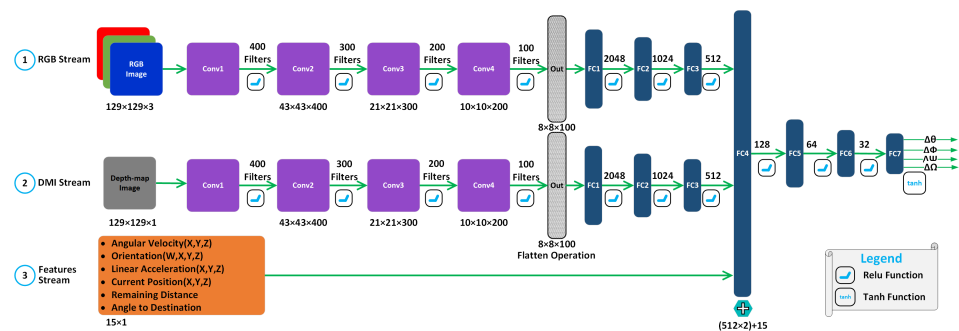 1 RGB Stream
RGB Image
129×129×3
Conv1
400 Filters
Conv2
43×43×400
300 Filters
Conv3
21×21×300
200 Filters
Conv4
10×10×200
100 Filters
Out
8×8×100
FC1
2048
FC2
1024
FC3
512
2 DMI Stream
Depth-map Image
129×129×1
Conv1
400 Filters
Conv2
43×43×400
300 Filters
Conv3
21×21×300
200 Filters
Conv4
10×10×200
100 Filters
Out
8×8×100
Flatten Operation
FC1
2048
FC2
1024
FC3
512
3 Features Stream
• Angular Velocity(X,Y,Z)
• Orientation(W,X,Y,Z)
• Linear Acceleration(X,Y,Z)
• Current Position(X,Y,Z)
• Remaining Distance
• Angle to Destination
15×1
FC4
(512×2)+15
128
FC5
64
FC6
32
FC7
Δθ
ΔΦ
ΔΨ
ΔΩ
tanh
Legend
Relu Function
tanh Tanh Function